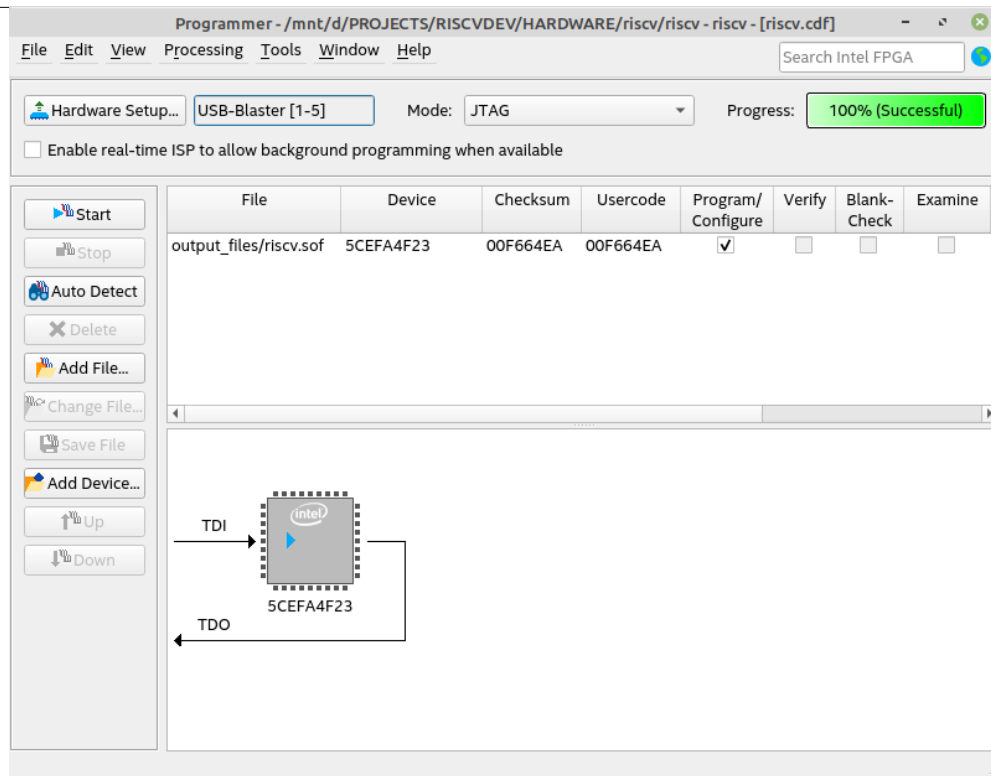 Programmer - /mnt/d/PROJECTS/RISCVDEV/HARDWARE/riscv/riscv - riscv - [riscv.cdf]
File Edit View Processing Tools Window Help
Search Intel FPGA
Hardware Setup... USB-Blaster [1-5] Mode: JTAG Progress: 100% (Successful)
Enable real-time ISP to allow background programming when available
Start
Stop
Auto Detect
Delete
Add File...
Change File...
Save File
Add Device...
Up
Down
File Device Checksum Usercode Program/ Verify Blank- Examine
Configure Check
output_files/riscv.sof 5CEFA4F23 00F664EA 00F664EA
intel
TDI
5CEFA4F23
TDO